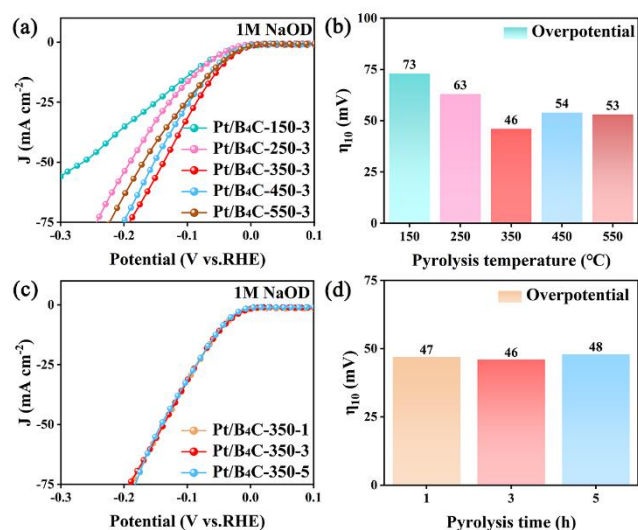 (a)
1M NaOD
J (mA cm⁻²)
0
-25
-50
-75
Pt/B₄C-150-3
Pt/B₄C-250-3
Pt/B₄C-350-3
Pt/B₄C-450-3
Pt/B₄C-550-3
-0.3 -0.2 -0.1 0.0 0.1
Potential (V vs.RHE)
(b)
Overpotential
η₁₀ (mV)
100
75
50
25
0
73
63
46
54
53
150 250 350 450 550
Pyrolysis temperature (℃)
(c)
1M NaOD
J (mA cm⁻²)
0
-25
-50
-75
Pt/B₄C-350-1
Pt/B₄C-350-3
Pt/B₄C-350-5
-0.3 -0.2 -0.1 0.0 0.1
Potential (V vs.RHE)
(d)
Overpotential
η₁₀ (mV)
75
50
25
0
47
46
48
1 3 5
Pyrolysis time (h)